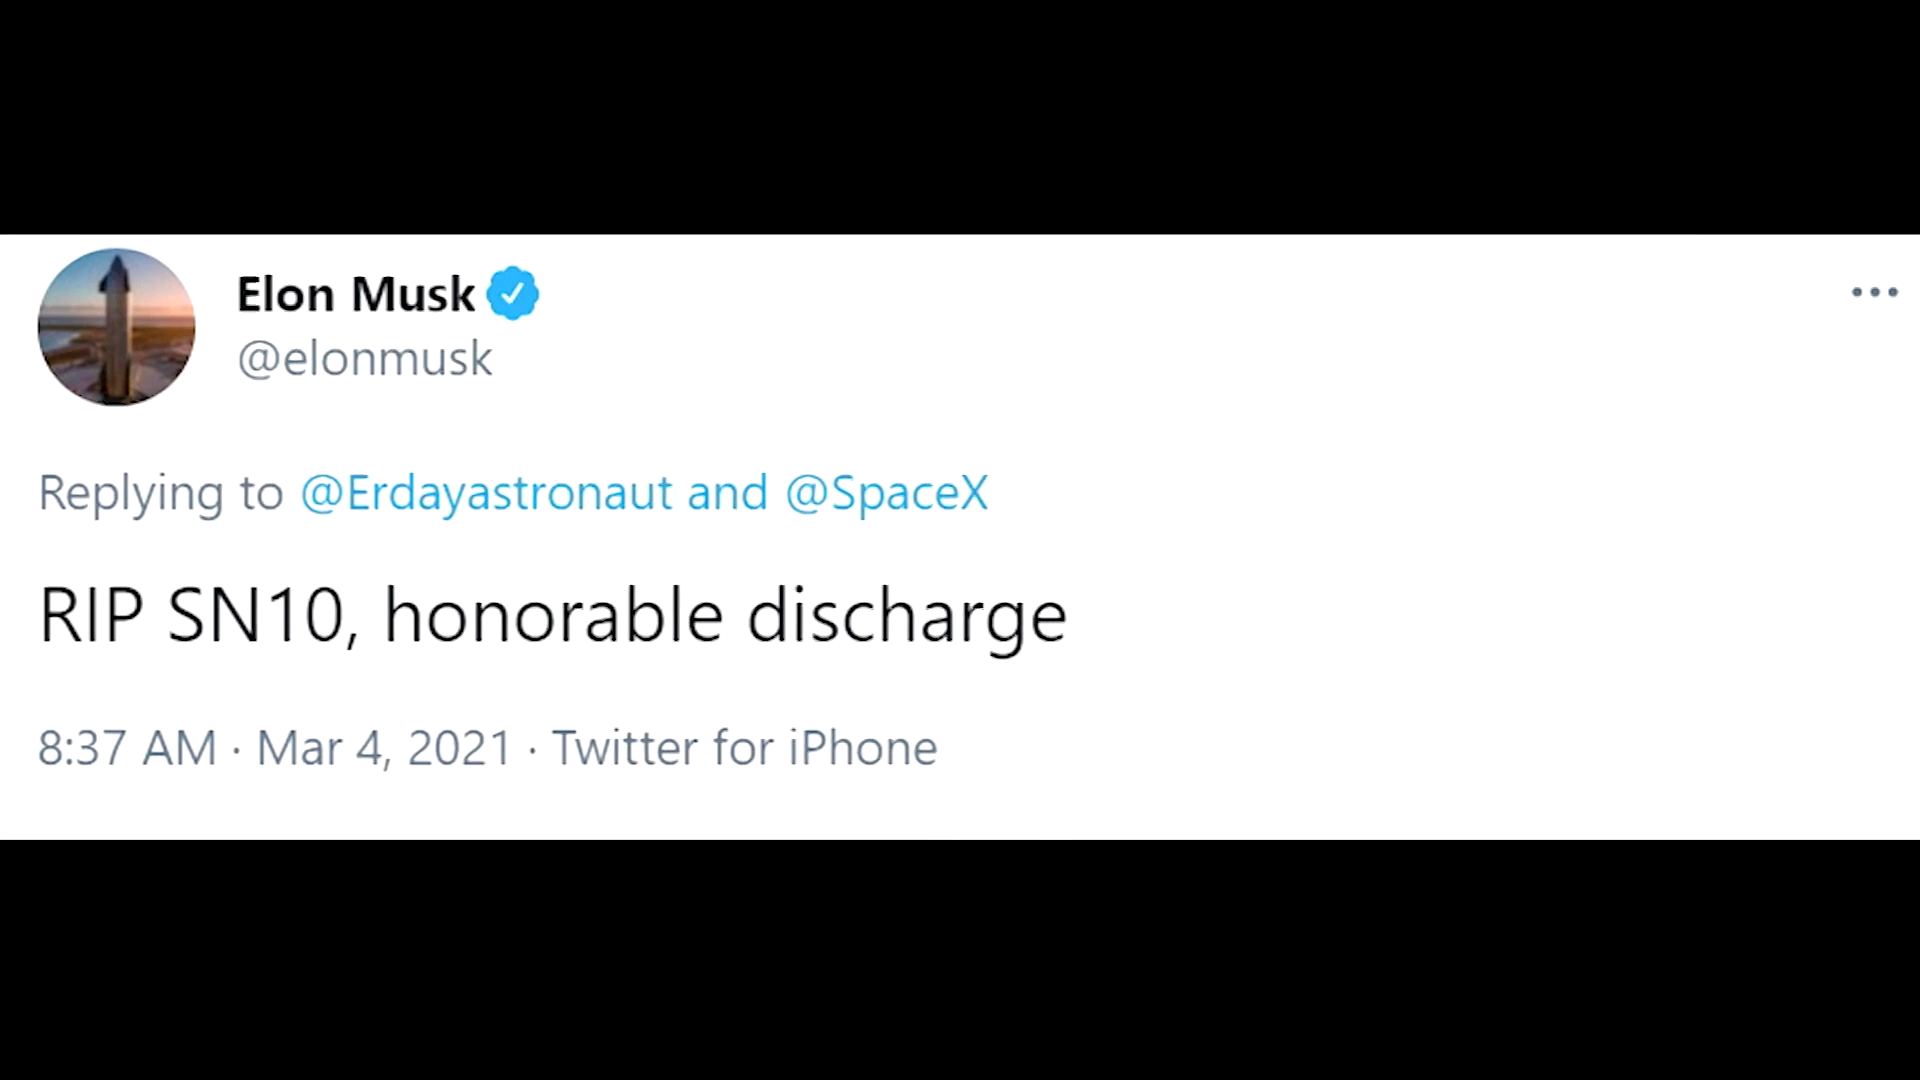 Elon Musk
@elonmusk
Replying to @Erdayastronaut and @SpaceX
RIP SN10, honorable discharge
8:37 AM · Mar 4, 2021 · Twitter for iPhone